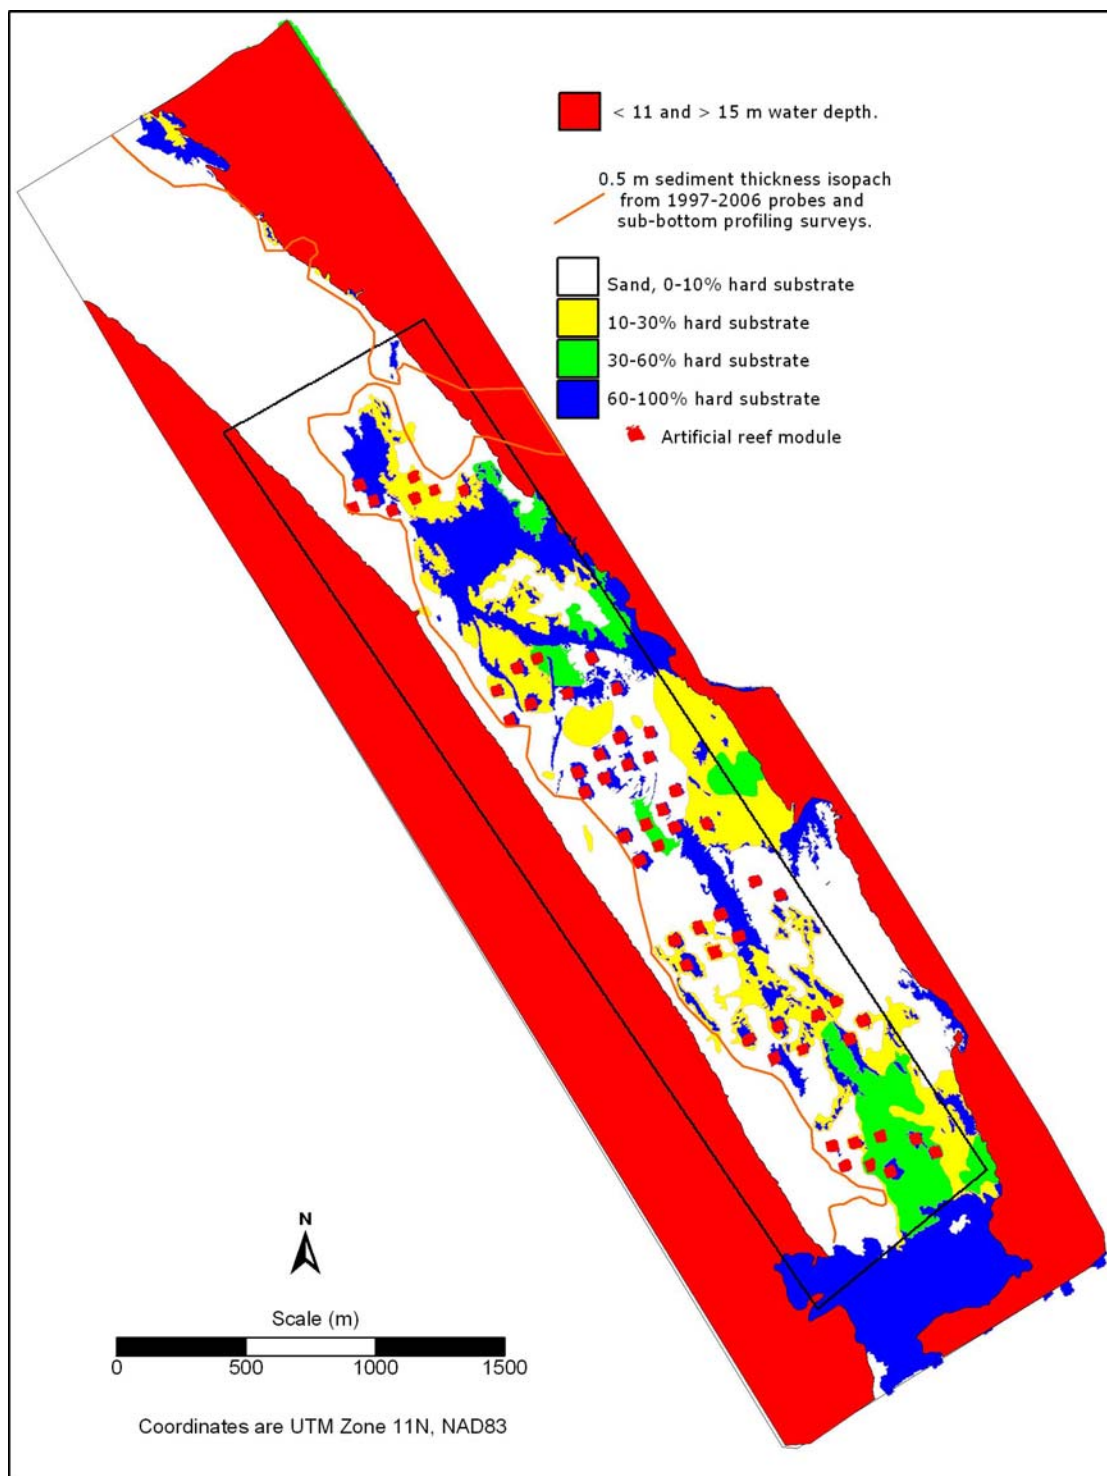 < 11 and > 15 m water depth.
0.5 m sediment thickness isopach
from 1997-2006 probes and
sub-bottom profiling surveys.
Sand, 0-10% hard substrate
10-30% hard substrate
30-60% hard substrate
60-100% hard substrate
Artificial reef module
N
Scale (m)
0 500 1000 1500
Coordinates are UTM Zone 11N, NAD83